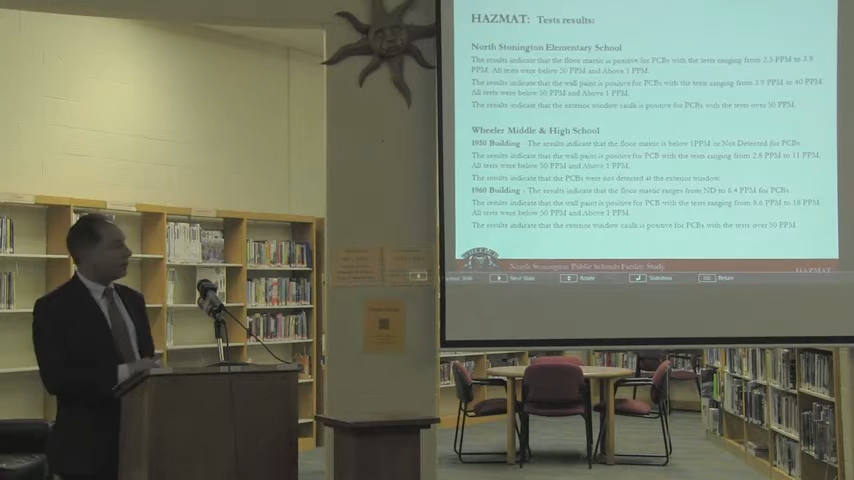 HAZMAT: Tests results:
North Stonington Elementary School
The results indicate that the floor mastic is positive for PCBs with the tests ranging from 2.3 PPM to 3.8
PPM. All tests were below 50 PPM and Above 1 PPM.
The results indicate that the wall paint is positive for PCBs with the tests ranging from 3.9 PPM to 40 PPM.
All tests were below 50 PPM and Above 1 PPM.
The results indicate that the exterior window caulk is positive for PCBs with the tests over 50 PPM.
Wheeler Middle & High School
1950 Building - The results indicate that the floor mastic is below 1PPM or Not Detected for PCBs
The results indicate that the wall paint is positive for PCB with the tests ranging from 2.8 PPM to 11 PPM.
All tests were below 50 PPM and Above 1 PPM.
The results indicate that the PCBs were not detected at the exterior window.
1960 Building - The results indicate that the floor mastic ranges from ND to 6.4 PPM for PCBs.
The results indicate that the wall paint is positive for PCB with the tests ranging from 8.6 PPM to 18 PPM.
All tests were below 50 PPM and Above 1 PPM.
The results indicate that the exterior window caulk is positive for PCBs with the tests over 50 PPM.
North Stonington Public Schools Facility Study
HAZMAT
Next Slide
Rotate
Slideshow
Return